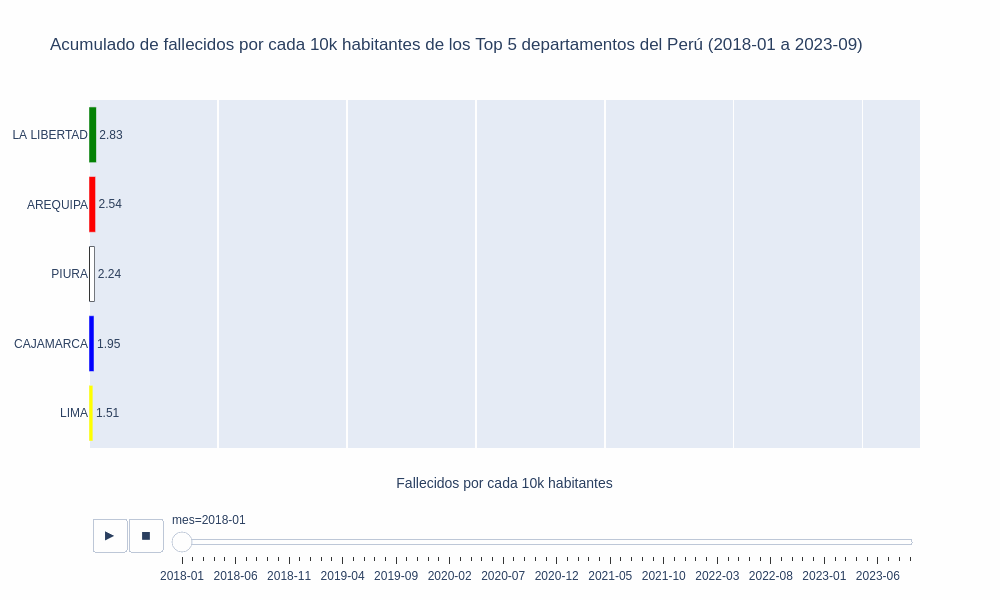 Acumulado de fallecidos por cada 10k habitantes de los Top 5 departamentos del Perú (2018-01 a 2023-09)
LA LIBERTAD 2.83
AREQUIPA 2.54
PIURA 2.24
CAJAMARCA 1.95
LIMA 1.51
Fallecidos por cada 10k habitantes
mes=2018-01
2018-01 2018-06 2018-11 2019-04 2019-09 2020-02 2020-07 2020-12 2021-05 2021-10 2022-03 2022-08 2023-01 2023-06